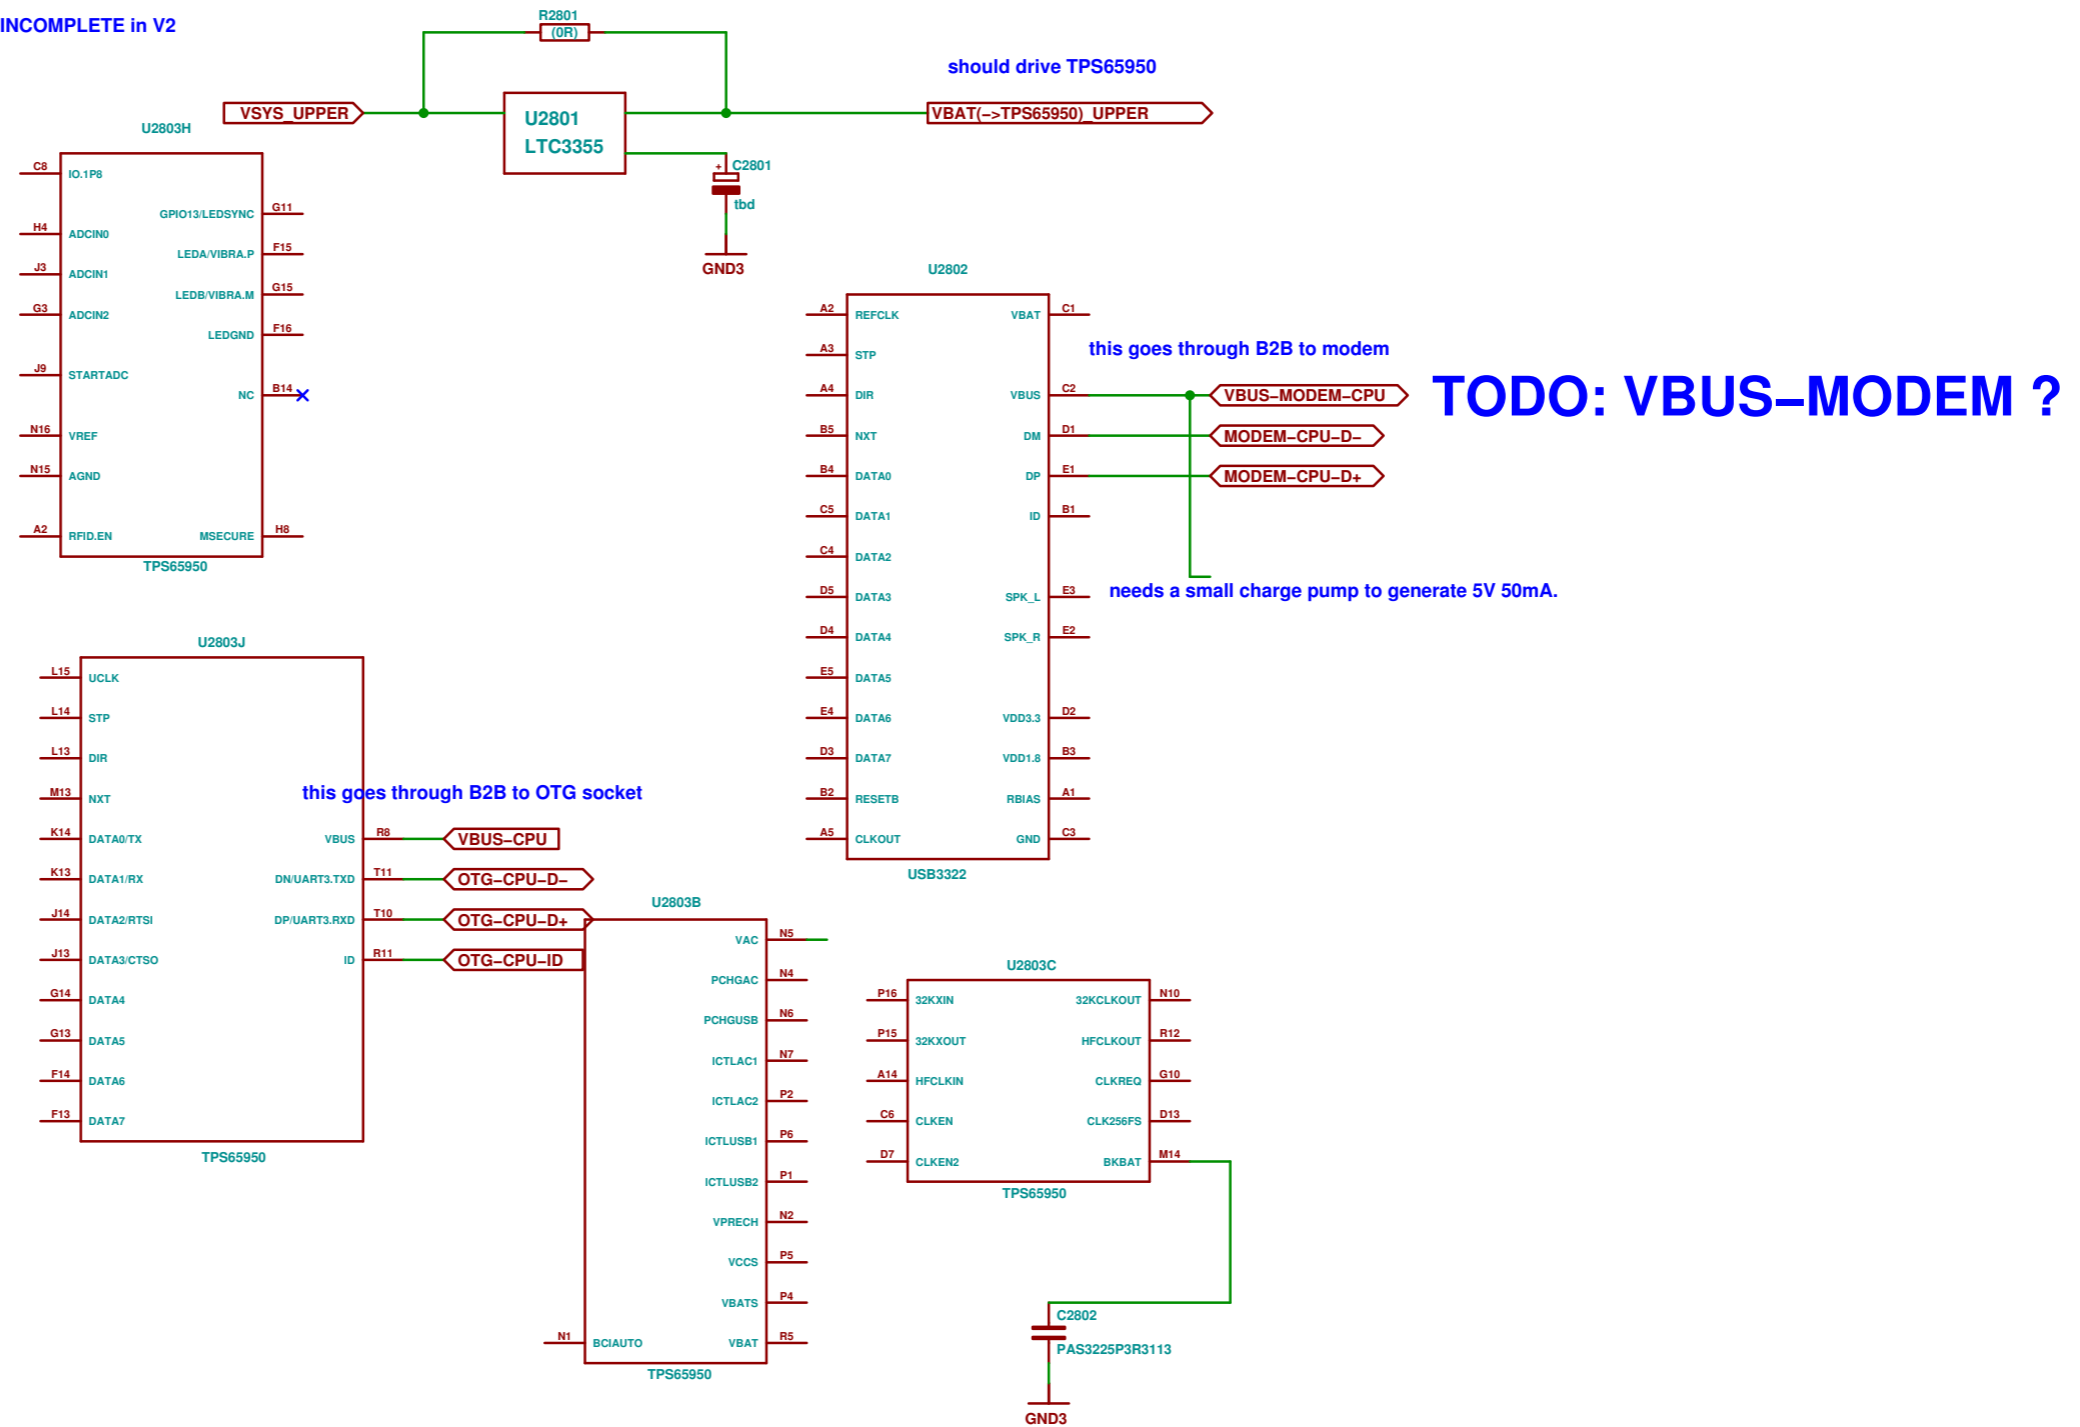 INCOMPLETE in V2
R2801
(0R)
should drive TPS65950
VSYS_UPPER
U2801
LTC3355
VBAT(->TPS65950)_UPPER
C2801
+
tbd
GND3
U2803H
C8 IO.1P8
GPIO13/LEDSYNC G11
H4 ADCIN0
LEDA/VIBRA.P F15
J3 ADCIN1
LEDB/VIBRA.M G15
G3 ADCIN2
LEDGND F16
J9 STARTADC
NC B14
N16 VREF
N15 AGND
A2 RFID.EN MSECURE H8
TPS65950
U2802
A2 REFCLK VBAT C1
this goes through B2B to modem
A3 STP
A4 DIR VBUS C2 VBUS-MODEM-CPU
TODO: VBUS-MODEM ?
B5 NXT DM D1 MODEM-CPU-D-
B4 DATA0 DP E1 MODEM-CPU-D+
C5 DATA1 ID B1
C4 DATA2
needs a small charge pump to generate 5V 50mA.
D5 DATA3 SPK_L E3
D4 DATA4 SPK_R E2
E5 DATA5
E4 DATA6 VDD3.3 D2
D3 DATA7 VDD1.8 B3
B2 RESETB RBIAS A1
A5 CLKOUT GND C3
USB3322
U2803J
L15 UCLK
L14 STP
L13 DIR
this goes through B2B to OTG socket
M13 NXT
K14 DATA0/TX VBUS R8 VBUS-CPU
K13 DATA1/RX DN/UART3.TXD T11 OTG-CPU-D-
J14 DATA2/RTSI DP/UART3.RXD T10 OTG-CPU-D+
J13 DATA3/CTSO ID R11 OTG-CPU-ID
G14 DATA4
G13 DATA5
F14 DATA6
F13 DATA7
TPS65950
U2803B
VAC N5
PCHGAC N4
PCHGUSB N6
ICTLAC1 N7
ICTLAC2 P2
ICTLUSB1 P6
ICTLUSB2 P1
VPRECH N2
VCCS P5
VBATS P4
N1 BCIAUTO VBAT R5
TPS65950
U2803C
P16 32KXIN 32KCLKOUT N10
P15 32KXOUT HFCLKOUT R12
A14 HFCLKIN CLKREQ G10
C6 CLKEN CLK256FS D13
D7 CLKEN2 BKBAT M14
TPS65950
C2802
PAS3225P3R3113
GND3